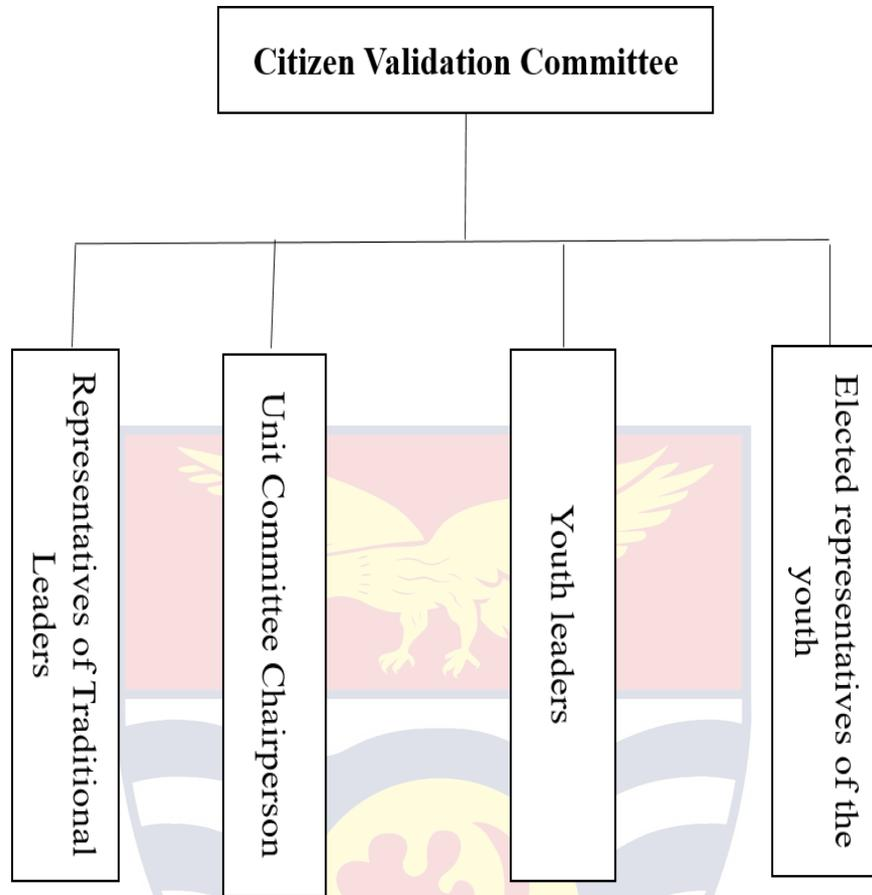 Citizen Validation Committee
Representatives of Traditional
Leaders
Unit Committee Chairperson
Youth leaders
Elected representatives of the
youth